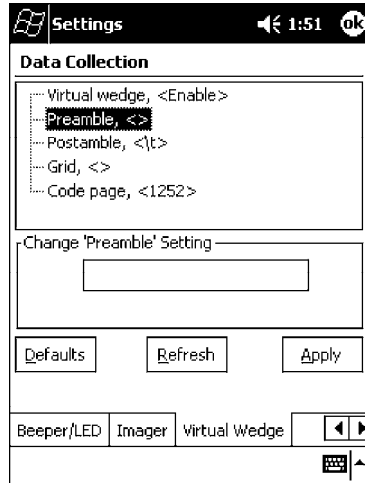 Settings 1:51 ok
Data Collection
Virtual wedge, <Enable>
Preamble, <>
Postamble, <\t>
Grid, <>
Code page, <1252>
Change 'Preamble' Setting
Defaults Refresh Apply
Beeper/LED Imager Virtual Wedge